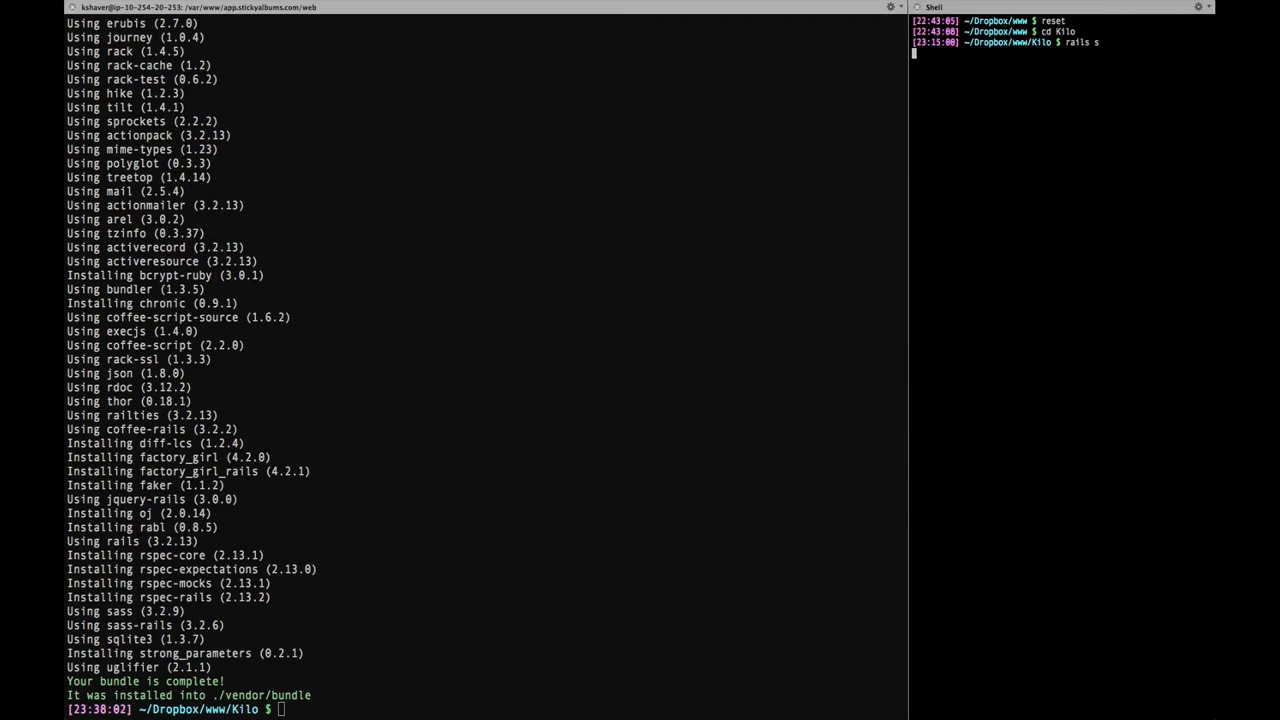 kshaver@ip-10-254-20-253: /var/www/app.stickyalbums.com/web
Using erubis (2.7.0)
Using journey (1.0.4)
Using rack (1.4.5)
Using rack-cache (1.2)
Using rack-test (0.6.2)
Using hike (1.2.3)
Using tilt (1.4.1)
Using sprockets (2.2.2)
Using actionpack (3.2.13)
Using mime-types (1.23)
Using polyglot (0.3.3)
Using treetop (1.4.14)
Using mail (2.5.4)
Using actionmailer (3.2.13)
Using arel (3.0.2)
Using tzinfo (0.3.37)
Using activerecord (3.2.13)
Using activeresource (3.2.13)
Installing bcrypt-ruby (3.0.1)
Using bundler (1.3.5)
Installing chronic (0.9.1)
Using coffee-script-source (1.6.2)
Using execjs (1.4.0)
Using coffee-script (2.2.0)
Using rack-ssl (1.3.3)
Using json (1.8.0)
Using rdoc (3.12.2)
Using thor (0.18.1)
Using railties (3.2.13)
Using coffee-rails (3.2.2)
Installing diff-lcs (1.2.4)
Installing factory_girl (4.2.0)
Installing factory_girl_rails (4.2.1)
Installing faker (1.1.2)
Using jquery-rails (3.0.0)
Installing oj (2.0.14)
Installing rabl (0.8.5)
Using rails (3.2.13)
Installing rspec-core (2.13.1)
Installing rspec-expectations (2.13.0)
Installing rspec-mocks (2.13.1)
Installing rspec-rails (2.13.2)
Using sass (3.2.9)
Using sass-rails (3.2.6)
Using sqlite3 (1.3.7)
Installing strong_parameters (0.2.1)
Using uglifier (2.1.1)
Your bundle is complete!
It was installed into ./vendor/bundle
[23:38:02] ~/Dropbox/www/Kilo $
Shell
[22:43:05] ~/Dropbox/www $ reset
[22:43:08] ~/Dropbox/www $ cd Kilo
[23:15:00] ~/Dropbox/www/Kilo $ rails s